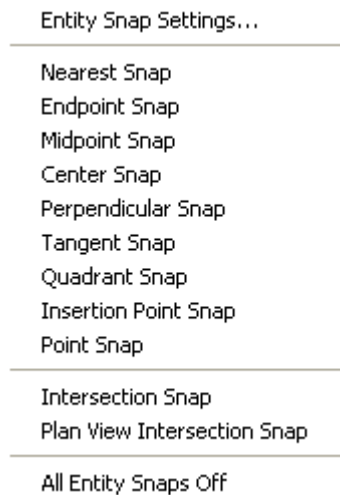 Entity Snap Settings...
Nearest Snap
Endpoint Snap
Midpoint Snap
Center Snap
Perpendicular Snap
Tangent Snap
Quadrant Snap
Insertion Point Snap
Point Snap
Intersection Snap
Plan View Intersection Snap
All Entity Snaps Off